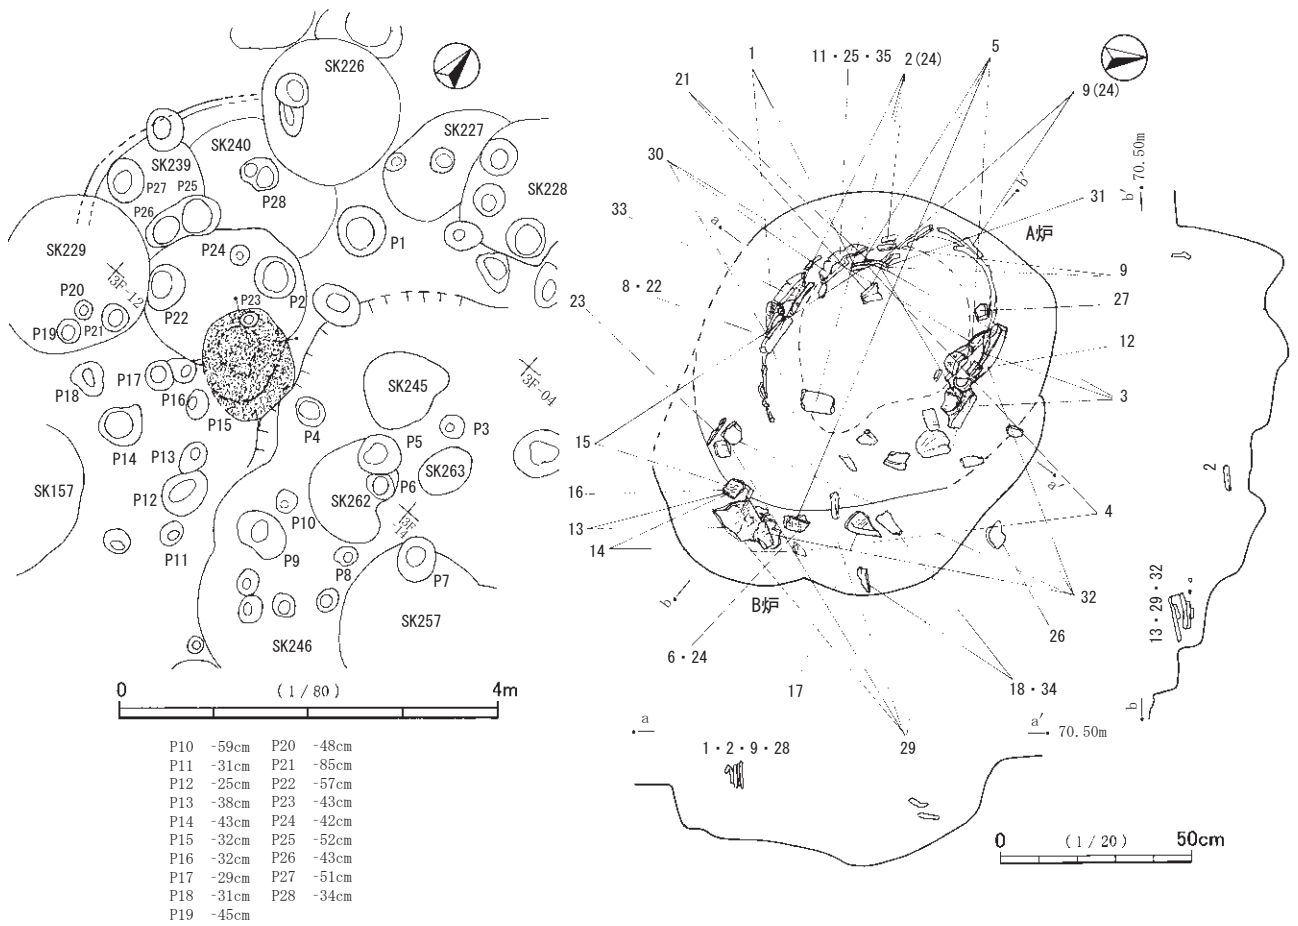 SK226
SK227
SK240
SK239
P27
P25
P26
P28
SK228
P1
SK229
P24
13F-12
P20
P23
P2
P22
P19
P21
P18
P17
P16
P15
P4
SK245
13F-04
P3
P14
P13
P5
SK263
P12
SK262
P6
SK157
P10
13F-14
P11
P9
P8
P7
SK246
SK257
0
(1/80)
4m
P10 -59cm P20 -48cm
P11 -31cm P21 -85cm
P12 -25cm P22 -57cm
P13 -38cm P23 -43cm
P14 -43cm P24 -42cm
P15 -32cm P25 -52cm
P16 -32cm P26 -43cm
P17 -29cm P27 -51cm
P18 -31cm P28 -34cm
P19 -45cm
1
11・25・35
2(24)
5
21
9(24)
30
b'
31
33
a
A炉
9
8・22
27
23
12
3
15
16
a'
13
4
14
b
B炉
32
6・24
26
17
18・34
29
b' 70.50m
2
13・29・32
b
a
a' 70.50m
1・2・9・28
0
(1/20)
50cm